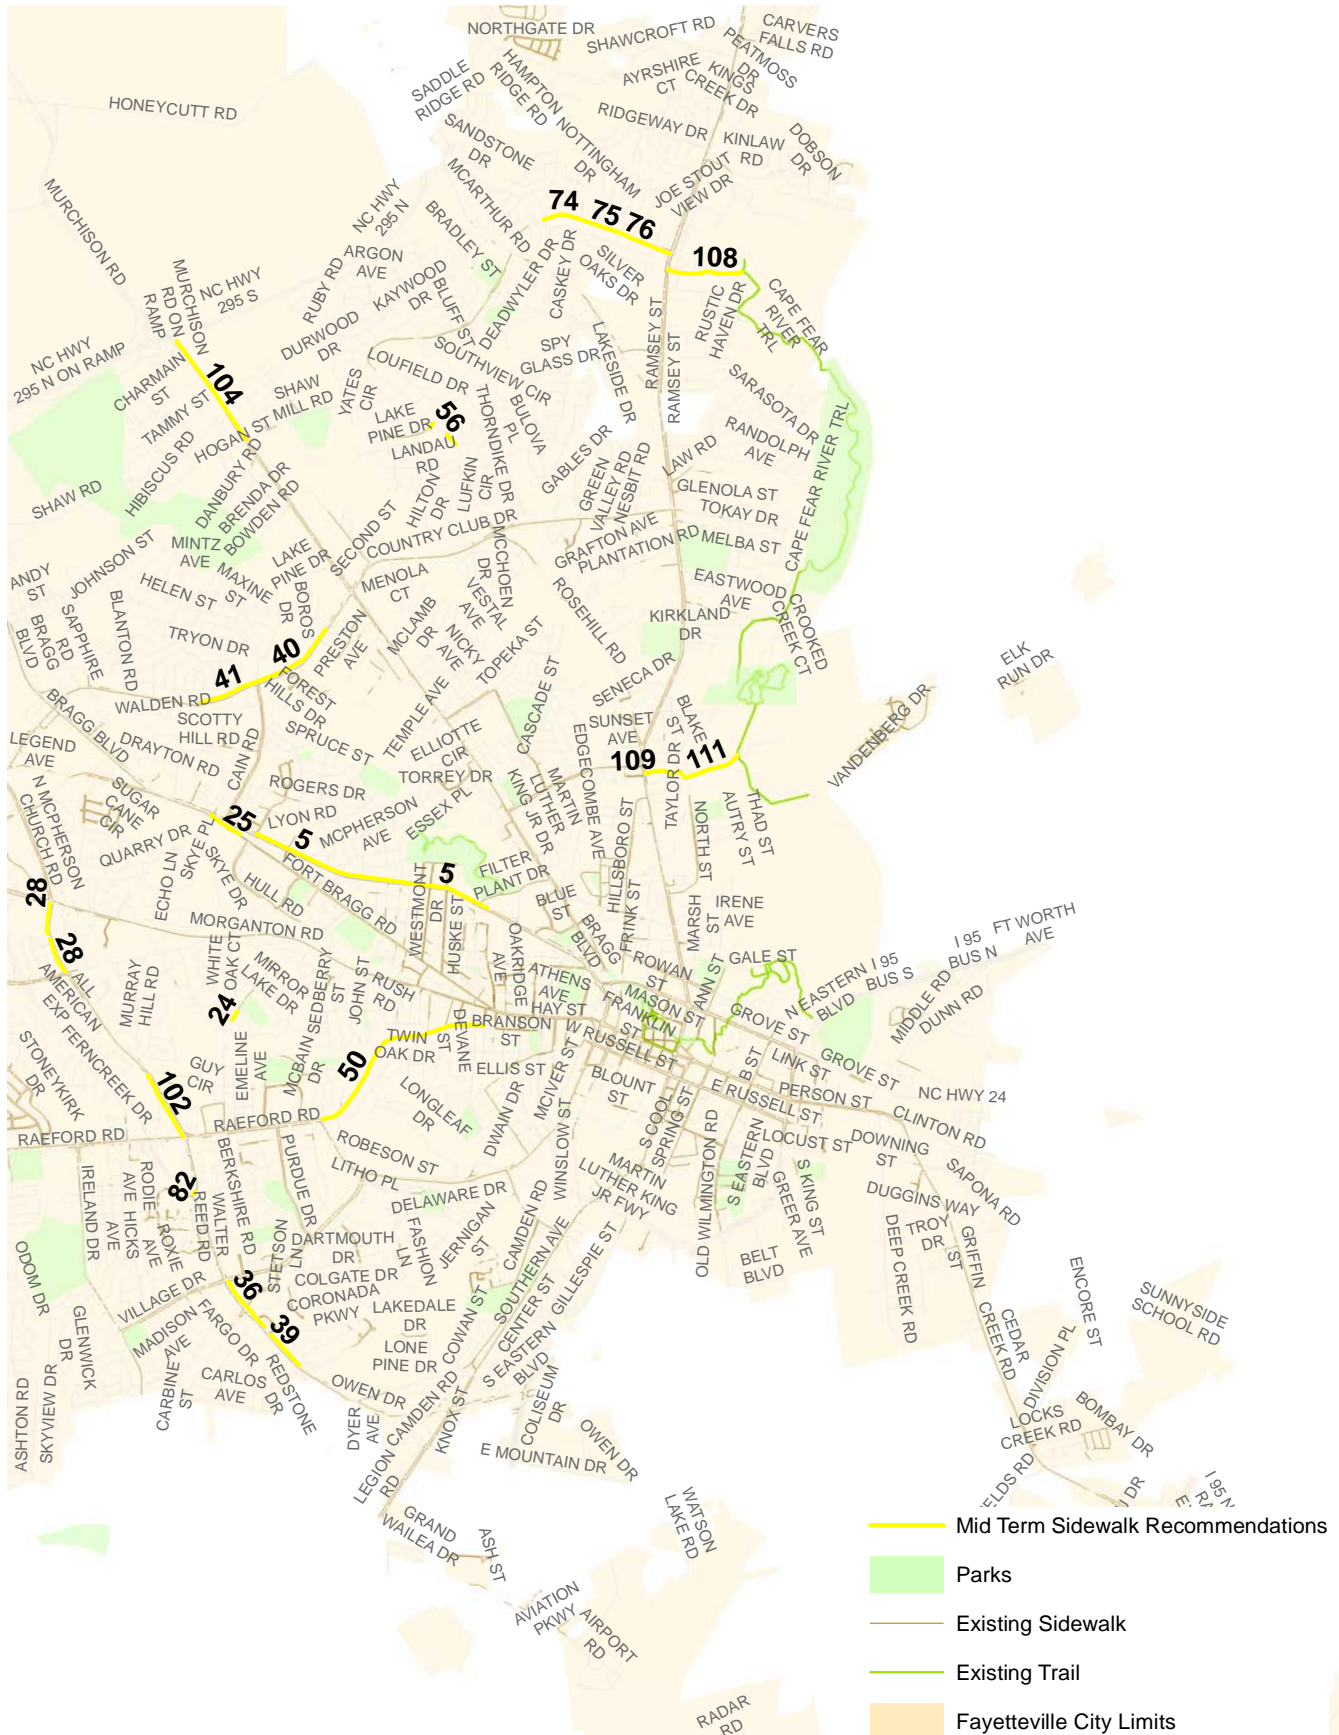 NORTHGATE DR
SHAWCROFT RD
CARVERS
FALLS RD
PEATMOSS
DR
SADDLE
RIDGE RD
HAMPTON
RIDGE RD
AYRSHIRE
CT
KINGS
CREEK DR
HONEYCUTT RD
SANDSTONE
DR
NOTTINGHAM
DR
RIDGEWAY DR
KINLAW
RD
DOBSON
DR
MURCHISON RD
NC HWY
295 N
MCARTHUR RD
BRADLEY ST
JOE STOUT
VIEW DR
74
75
76
108
MURCHISON
RD ON
RAMP
NC HWY
295 S
RUBY RD
ARGON
AVE
KAYWOOD
DR
BLUFF ST
DEADWYLER DR
CASKEY DR
SILVER
OAKS DR
RAMSEY ST
RAMSEY ST
RUSTIC
HAVEN DR
CAPE FEAR
RIVER
TRL
NC HWY
295 N ON RAMP
CHARMAIN
ST
104
DURWOOD
DR
LOUFIELD DR
SOUTHVIEW CIR
SPY
GLASS DR
LAKESIDE DR
SARASOTA DR
TAMMY ST
HOGAN ST
SHAW
MILL RD
YATES
CIR
LAKE
PINE DR
56
LANDAU
RD
THORNDIKE DR
BULOVA
PL
GABLES DR
RANDOLPH
AVE
CAPE FEAR RIVER TRL
SHAW RD
HIBISCUS RD
DANBURY RD
BRENDA DR
BOWDEN RD
HILTON
DR
LUFKIN
CIR
GREEN
VALLEY RD
NESBIT RD
LAW RD
GLENOLA ST
TOKAY DR
SECOND ST
COUNTRY CLUB DR
GRAFTON AVE
PLANTATION RD
MELBA ST
ANDY
ST
JOHNSON ST
MINTZ
AVE
MAXINE
ST
LAKE
PINE DR
MENOLA
CT
MCCHOEN
DR
VESTAL
AVE
ROSEHILL RD
EASTWOOD
AVE
CROOKED
CREEK CT
BRAGG
BLVD
SAPPHIRE
RD
BLANTON RD
HELEN ST
BOROS
DR
PRESTON
AVE
MCLAMB
DR
NICKY
AVE
TOPEKA ST
KIRKLAND
DR
TRYON DR
40
41
FOREST
HILLS DR
ELK
RUN DR
BRAGG BLVD
WALDEN RD
SCOTTY
HILL RD
SPRUCE ST
TEMPLE AVE
CASCADE ST
SENECA DR
SUNSET
AVE
BLAKE
ST
VANDENBERG DR
LEGEND
AVE
DRAYTON RD
CAIN RD
ELLIOTTE
CIR
TORREY DR
EDGECOMBE AVE
109
111
N MCPHERSON
CHURCH RD
SUGAR
CANE
CIR
ROGERS DR
LYON RD
MCPHERSON
AVE
ESSEX PL
MARTIN
LUTHER
KING JR DR
TAYLOR DR
AUTRY ST
THAD ST
QUARRY DR
SKYE PL
25
5
5
FORT BRAGG RD
FILTER
PLANT DR
HILLSBORO ST
NORTH ST
28
ECHO LN
SKYE DR
HULL RD
WESTMONT
DR
HUSKE ST
BLUE
ST
FRINK ST
MARSH
ST
IRENE
AVE
MORGANTON RD
OAKRIDGE
AVE
BRAGG
BLVD
FT WORTH
AVE
I 95
BUS N
28
ALL
AMERICAN
EXP
MURRAY
HILL RD
WHITE
OAK CT
24
MIRROR
LAKE DR
SEDBERRY
ST
JOHN ST
RUSH
RD
ATHENS
AVE
HAY ST
ROWAN
ST
MASON ST
ANN ST
GALE ST
N EASTERN
BLVD
I 95
BUS S
MIDDLE RD
DUNN RD
STONEYKIRK
DR
FERNCREEK DR
GUY
CIR
EMELINE
AVE
MCBAIN
DR
50
TWIN
OAK DR
DEVANE
ST
BRANSON
ST
FRANKLIN
ST
W RUSSELL ST
GROVE ST
LINK ST
GROVE ST
102
ELLIS ST
MCIVER ST
BLOUNT
ST
B ST
E RUSSELL ST
PERSON ST
NC HWY 24
CLINTON RD
RAEFORD RD
RAEFORD RD
LONGLEAF
DR
DWAIN DR
WINSLOW ST
S COOL
SPRING ST
OLD WILMINGTON RD
LOCUST ST
DOWNING
ST
SAPONA RD
IRELAND DR
RODIE
AVE
HICKS
AVE
ROXIE
AVE
82
REED RD
WALTER
BERKSHIRE RD
PURDUE DR
ROBESON ST
LITHO PL
DELAWARE DR
MARTIN
LUTHER KING
JR FWY
S EASTERN
BLVD
GREER AVE
S KING ST
DUGGINS WAY
TROY
DR
ODOM DR
STETSON
LN
DARTMOUTH
DR
FASHION
LN
JERNIGAN
ST
CAMDEN RD
SOUTHERN AVE
GILLESPIE ST
BELT
BLVD
DEEP CREEK RD
GRIFFIN
ST
VILLAGE DR
36
COLGATE DR
CORONADA
PKWY
LAKEDALE
DR
COWAN ST
CENTER ST
ENCORE ST
SUNNYSIDE
SCHOOL RD
GLENWICK
DR
MADISON
AVE
FARGO DR
39
LONE
PINE DR
S EASTERN
BLVD
CEDAR
CREEK RD
DIVISION PL
ASHTON RD
SKYVIEW DR
CARBINE
ST
CARLOS
AVE
REDSTONE
DR
OWEN DR
DYER
AVE
CAMDEN RD
KNOX ST
COLISEUM
DR
OWEN DR
LOCKS
CREEK RD
BOMBAY DR
E MOUNTAIN DR
LEGION
RD
GRAND
WAILEA DR
ASH ST
WATSON
LAKE RD
ELDS RD
DR
I 95 N
AVIATION
PKWY
AIRPORT
RD
RADAR
RD
Mid Term Sidewalk Recommendations
Parks
Existing Sidewalk
Existing Trail
Fayetteville City Limits